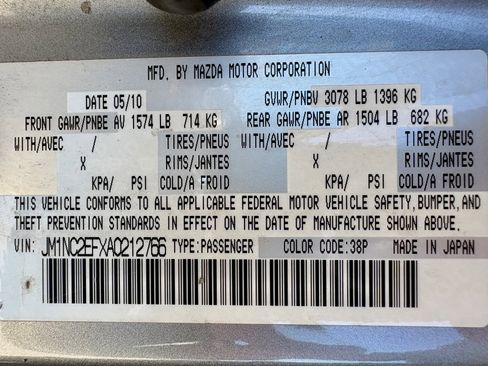 MFD. BY MAZDA MOTOR CORPORATION
DATE 05/10 GVWR/PNBV 3078 LB 1396 KG
FRONT GAWR/PNBE AV 1574 LB 714 KG REAR GAWR/PNBE AR 1504 LB 682 KG
WITH/AVEC / TIRES/PNEUS WITH/AVEC / TIRES/PNEUS
X RIMS/JANTES X RIMS/JANTES
KPA/ PSI COLD/A FROID KPA/ PSI COLD/A FROID
THIS VEHICLE CONFORMS TO ALL APPLICABLE FEDERAL MOTOR VEHICLE SAFETY, BUMPER, AND
THEFT PREVENTION STANDARDS IN EFFECT ON THE DATE OF MANUFACTURE SHOWN ABOVE.
VIN: JM1NC2EFXA0212766 TYPE:PASSENGER COLOR CODE:38P MADE IN JAPAN